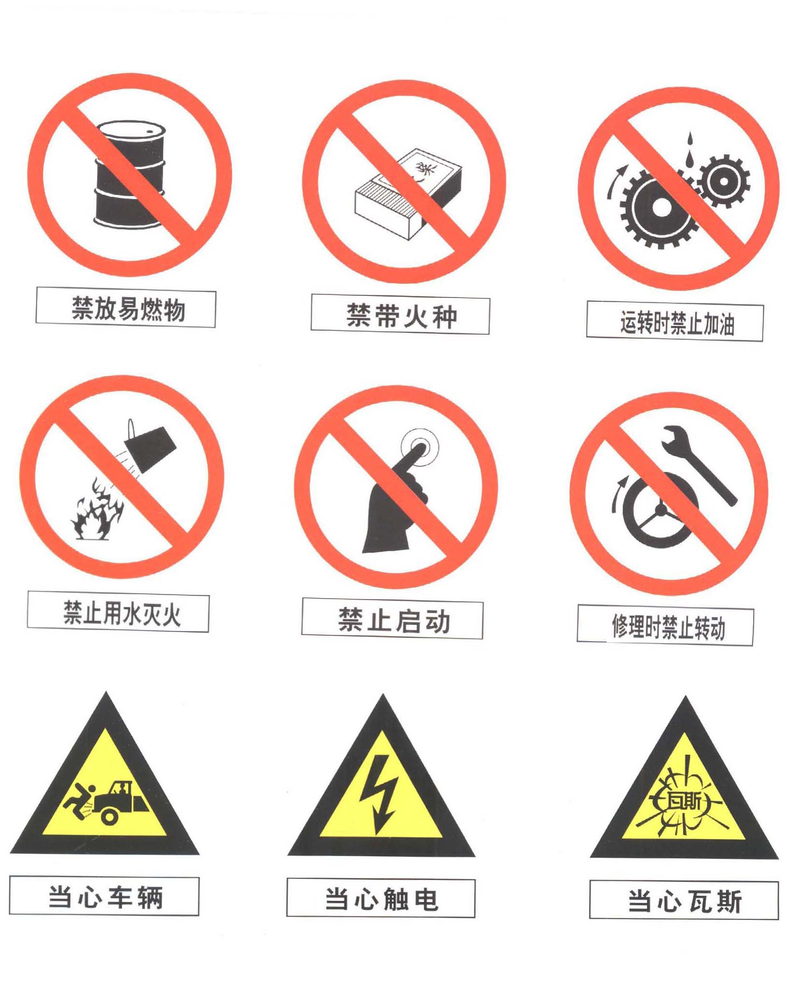 禁放易燃物
禁带火种
运转时禁止加油
禁止用水灭火
禁止启动
修理时禁止转动
瓦斯
当心车辆
当心触电
当心瓦斯